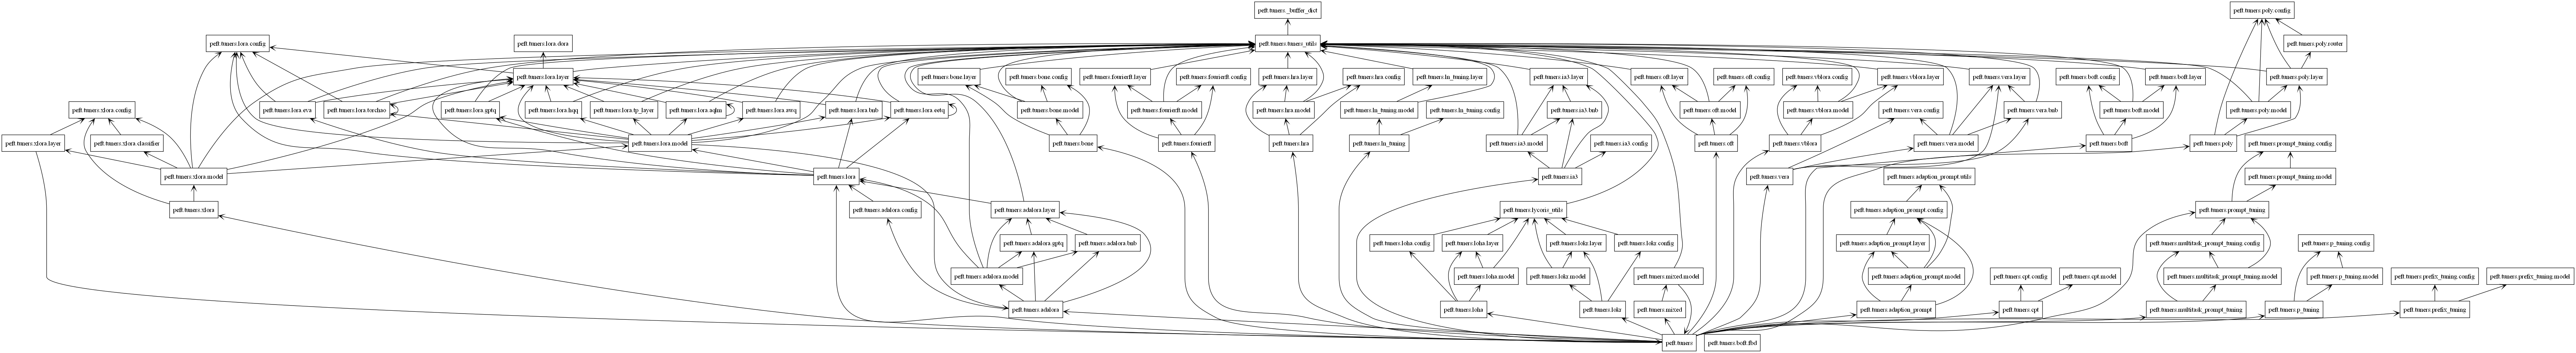 peft.tuners._buffer_dict
peft.tuners.poly.config
peft.tuners.lora.config
peft.tuners.lora.dora
peft.tuners.tuners_utils
peft.tuners.poly.router
peft.tuners.lora.layer
peft.tuners.bone.layer
peft.tuners.bone.config
peft.tuners.fourierft.layer
peft.tuners.fourierft.config
peft.tuners.hra.layer
peft.tuners.hra.config
peft.tuners.ln_tuning.layer
peft.tuners.ia3.layer
peft.tuners.oft.layer
peft.tuners.oft.config
peft.tuners.vblora.config
peft.tuners.vblora.layer
peft.tuners.vera.layer
peft.tuners.boft.config
peft.tuners.boft.layer
peft.tuners.poly.layer
peft.tuners.xlora.config
peft.tuners.lora.eva
peft.tuners.lora.torchao
peft.tuners.lora.gptq
peft.tuners.lora.hqq
peft.tuners.lora.tp_layer
peft.tuners.lora.aqlm
peft.tuners.lora.awq
peft.tuners.lora.bnb
peft.tuners.lora.eetq
peft.tuners.bone.model
peft.tuners.fourierft.model
peft.tuners.hra.model
peft.tuners.ln_tuning.model
peft.tuners.ln_tuning.config
peft.tuners.ia3.bnb
peft.tuners.oft.model
peft.tuners.vblora.model
peft.tuners.vera.config
peft.tuners.vera.bnb
peft.tuners.boft.model
peft.tuners.poly.model
peft.tuners.xlora.layer
peft.tuners.xlora.classifier
peft.tuners.lora.model
peft.tuners.bone
peft.tuners.fourierft
peft.tuners.hra
peft.tuners.ln_tuning
peft.tuners.ia3.model
peft.tuners.ia3.config
peft.tuners.oft
peft.tuners.vblora
peft.tuners.vera.model
peft.tuners.boft
peft.tuners.poly
peft.tuners.prompt_tuning.config
peft.tuners.xlora.model
peft.tuners.lora
peft.tuners.ia3
peft.tuners.vera
peft.tuners.adaption_prompt.utils
peft.tuners.prompt_tuning.model
peft.tuners.xlora
peft.tuners.adalora.config
peft.tuners.adalora.layer
peft.tuners.lycoris_utils
peft.tuners.adaption_prompt.config
peft.tuners.prompt_tuning
peft.tuners.adalora.gptq
peft.tuners.adalora.bnb
peft.tuners.loha.config
peft.tuners.loha.layer
peft.tuners.lokr.layer
peft.tuners.lokr.config
peft.tuners.adaption_prompt.layer
peft.tuners.multitask_prompt_tuning.config
peft.tuners.p_tuning.config
peft.tuners.adalora.model
peft.tuners.loha.model
peft.tuners.lokr.model
peft.tuners.mixed.model
peft.tuners.adaption_prompt.model
peft.tuners.cpt.config
peft.tuners.cpt.model
peft.tuners.multitask_prompt_tuning.model
peft.tuners.p_tuning.model
peft.tuners.prefix_tuning.config
peft.tuners.prefix_tuning.model
peft.tuners.adalora
peft.tuners.loha
peft.tuners.lokr
peft.tuners.mixed
peft.tuners.adaption_prompt
peft.tuners.cpt
peft.tuners.multitask_prompt_tuning
peft.tuners.p_tuning
peft.tuners.prefix_tuning
peft.tuners
peft.tuners.boft.fbd